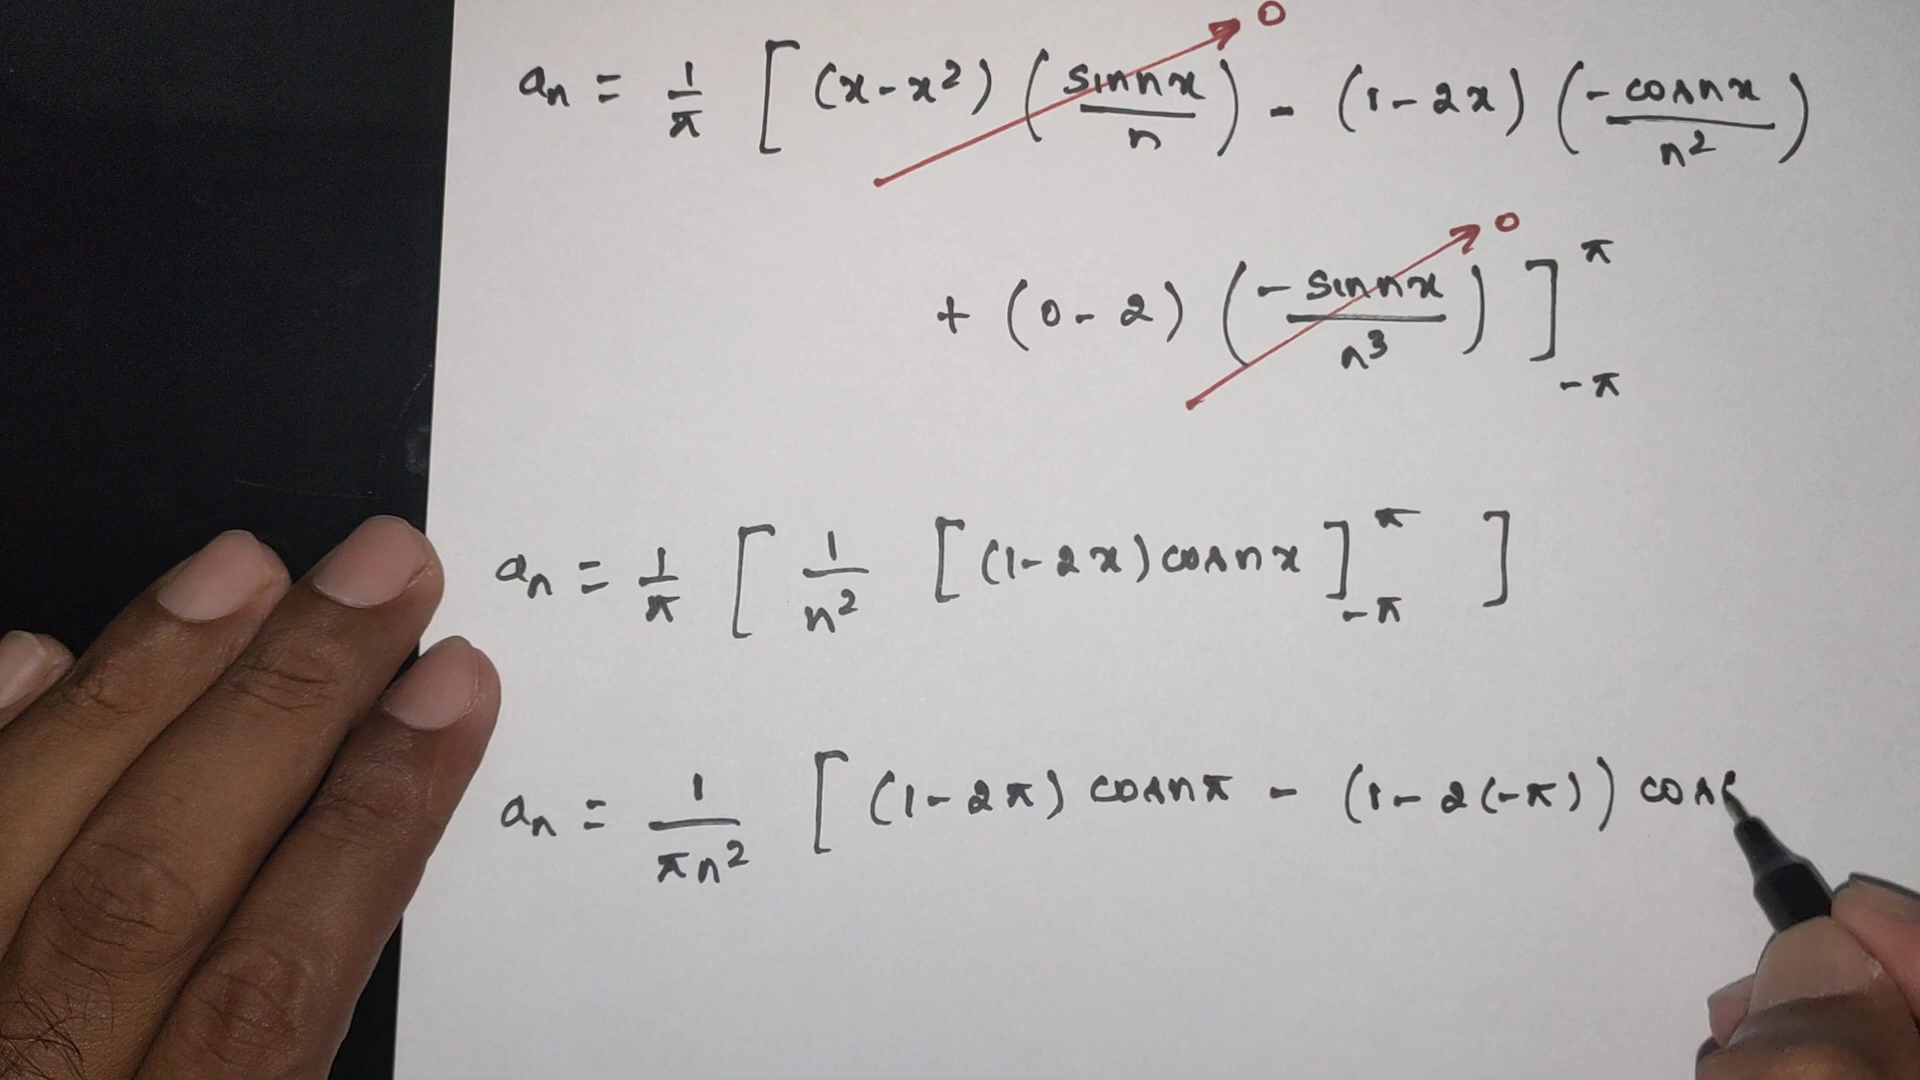 aₙ = 1/π [ (x - x²) ( sin nx / n ) - (1 - 2x) ( - cos nx / n² ) 0
+ (0 - 2) ( - sin nx / n³ ) ]_{-π}^{π} 0
aₙ = 1/π [ 1/n² [ (1 - 2x) cos nx ]_{-π}^{π} ]
aₙ = 1/(πn²) [ (1 - 2π) cos nπ - (1 - 2(-π)) cos(